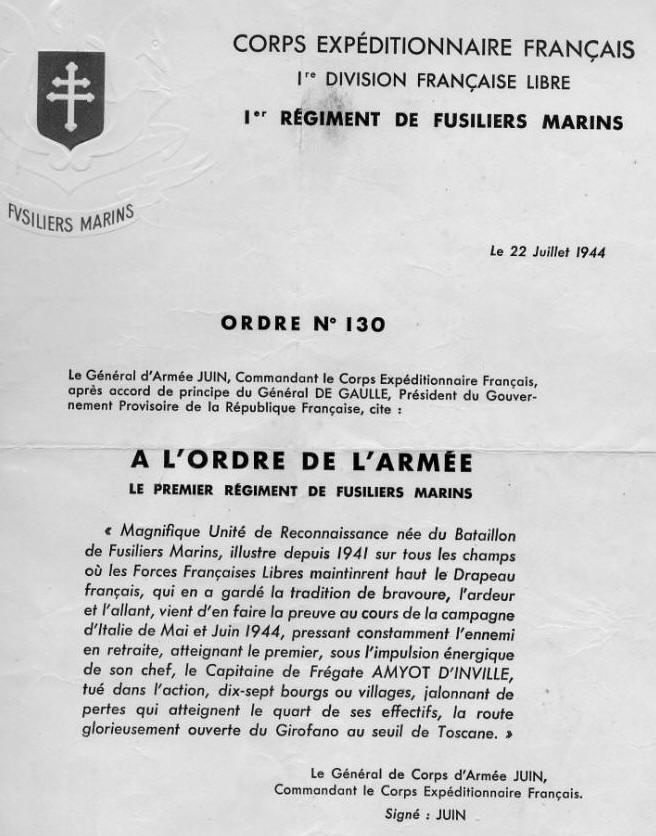 CORPS EXPÉDITIONNAIRE FRANÇAIS
1re DIVISION FRANÇAISE LIBRE
1er RÉGIMENT DE FUSILIERS MARINS
FVSILIERS MARINS
Le 22 Juillet 1944
ORDRE No 130
Le Général d'Armée JUIN, Commandant le Corps Expéditionnaire Français,
après accord de principe du Général DE GAULLE, Président du Gouver-
nement Provisoire de la République Française, cite :
A L'ORDRE DE L'ARMÉE
LE PREMIER RÉGIMENT DE FUSILIERS MARINS
« Magnifique Unité de Reconnaissance née du Bataillon
de Fusiliers Marins, illustre depuis 1941 sur tous les champs
où les Forces Françaises Libres maintinrent haut le Drapeau
français, qui en a gardé la tradition de bravoure, l'ardeur
et l'allant, vient d'en faire la preuve au cours de la campagne
d'Italie de Mai et Juin 1944, pressant constamment l'ennemi
en retraite, atteignant le premier, sous l'impulsion énergique
de son chef, le Capitaine de Frégate AMYOT D'INVILLE,
tué dans l'action, dix-sept bourgs ou villages, jalonnant de
pertes qui atteignent le quart de ses effectifs, la route
glorieusement ouverte du Girofano au seuil de Toscane. »
Le Général de Corps d'Armée JUIN,
Commandant le Corps Expéditionnaire Français.
Signé : JUIN